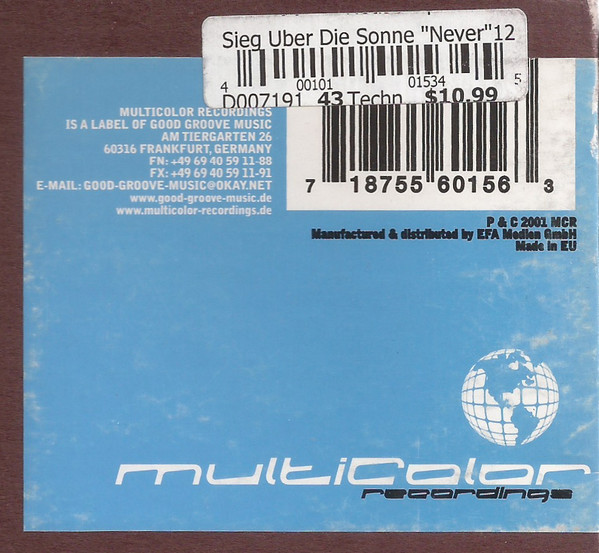 Sieg Uber Die Sonne "Never"12
4 00101 01534 5
D007191 43 Techn $10.99
MULTICOLOR RECORDINGS
IS A LABEL OF GOOD GROOVE MUSIC
AM TIERGARTEN 26
60316 FRANKFURT, GERMANY
FN: +49 69 40 59 11-88
FX: +49 69 40 59 11-91
E-MAIL: GOOD-GROOVE-MUSIC@OKAY.NET
www.good-groove-music.de
www.multicolor-recordings.de
7 18755 60156 3
P & C 2001 MCR
Manufactured & distributed by EFA Medien GmbH
Made in EU
multicolor
recordings